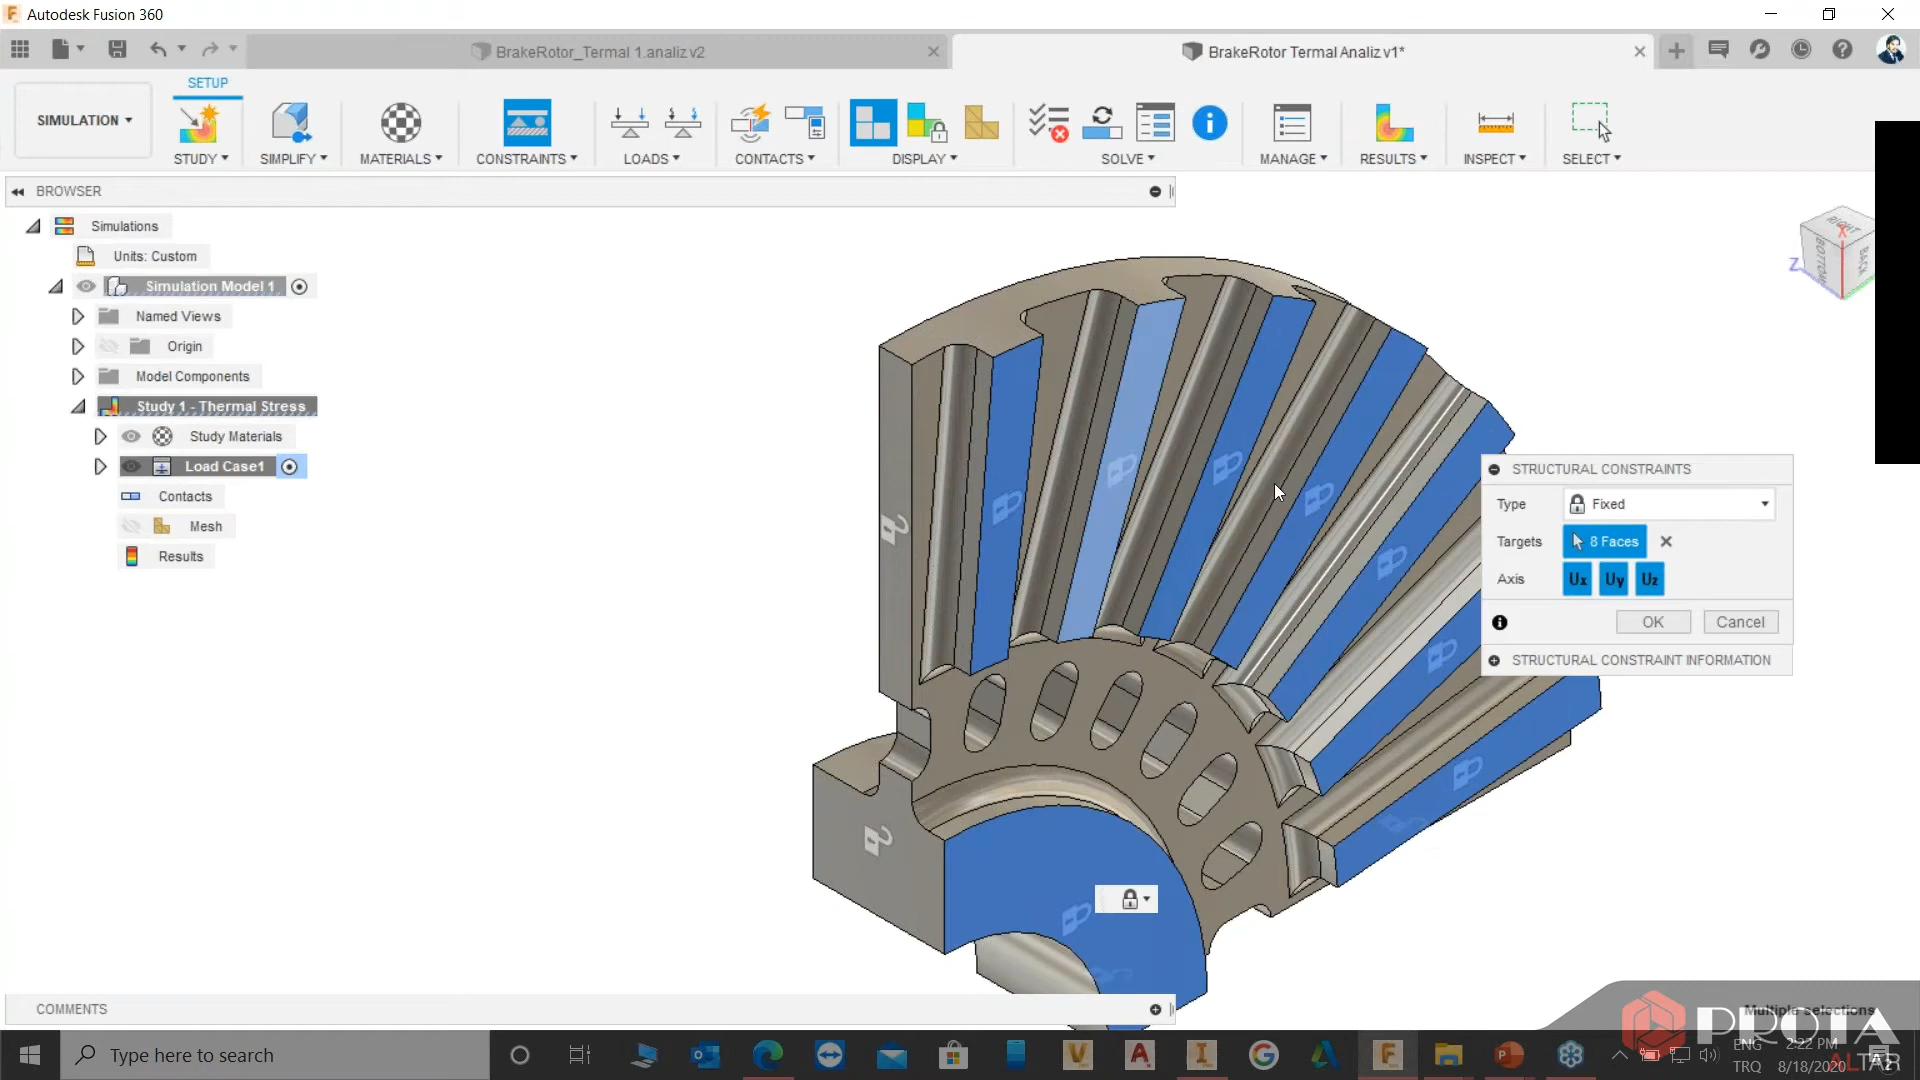 Autodesk Fusion 360
BrakeRotor_Termal 1.analiz v2
BrakeRotor Termal Analiz v1*
SETUP
SIMULATION
STUDY
SIMPLIFY
MATERIALS
CONSTRAINTS
LOADS
CONTACTS
DISPLAY
SOLVE
MANAGE
RESULTS
INSPECT
SELECT
BROWSER
Simulations
Units: Custom
Simulation Model 1
Named Views
Origin
Model Components
Study 1 - Thermal Stress
Study Materials
Load Case1
Contacts
Mesh
Results
RIGHT
BOTTOM
BACK
X
Z
STRUCTURAL CONSTRAINTS
Type
Fixed
Targets
8 Faces
Axis
Ux
Uy
Uz
OK
Cancel
STRUCTURAL CONSTRAINT INFORMATION
COMMENTS
Multiple selections
PROTA
Type here to search
ENG
TRQ
2:22 PM
8/18/2020